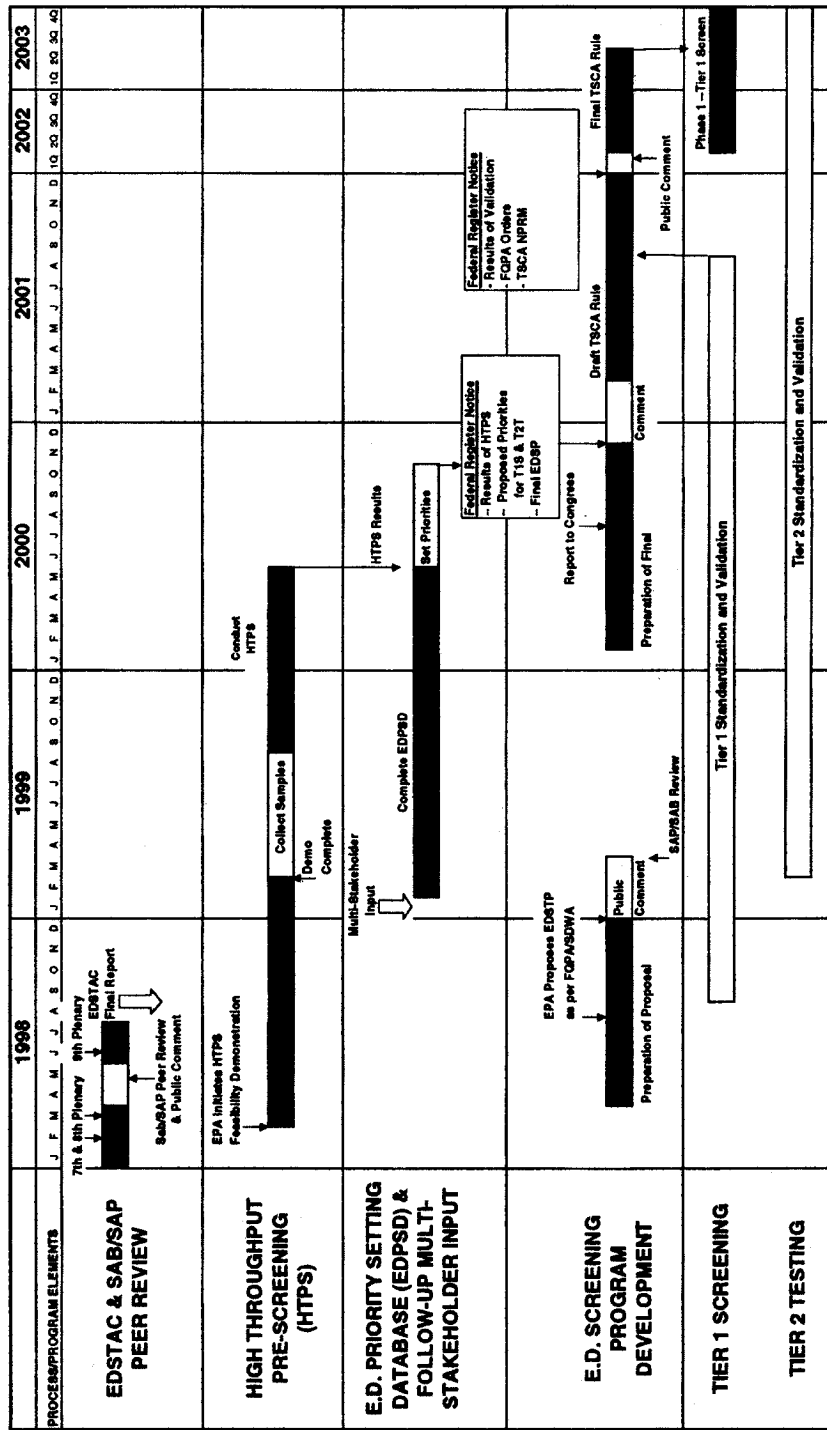 PROCESS/PROGRAM ELEMENTS
1998
1999
2000
2001
2002
2003
J F M A M J J A S O N D
J F M A M J J A S O N D
J F M A M J J A S O N D
J F M A M J J A S O N D
1Q 2Q 3Q 4Q
1Q 2Q 3Q 4Q
EDSTAC & SAB/SAP
PEER REVIEW
7th & 8th Plenary
9th Plenary
EDSTAC
Final Report
Sab/SAP Peer Review
& Public Comment
HIGH THROUGHPUT
PRE-SCREENING
(HTPS)
EPA Initiates HTPS
Feasibility Demonstration
Demo
Complete
Collect Samples
Conduct
HTPS
HTPS Results
E.D. PRIORITY SETTING
DATABASE (EDPSD) &
FOLLOW-UP MULTI-
STAKEHOLDER INPUT
Multi-Stakeholder
Input
Complete EDPSD
Set Priorities
Federal Register Notice
-- Results of HTPS
-- Proposed Priorities
for T1S & T2T
-- Final EDSP
Federal Register Notice
- Results of Validation
- FQPA Orders
- TSCA NPRM
E.D. SCREENING
PROGRAM
DEVELOPMENT
EPA Proposes EDSTP
as per FQPA/SDWA
Preparation of Proposal
Public
Comment
SAP/SAB Review
Report to Congress
Preparation of Final
Comment
Draft TSCA Rule
Public Comment
Final TSCA Rule
TIER 1 SCREENING
Tier 1 Standardization and Validation
Phase 1 -- Tier 1 Screen
TIER 2 TESTING
Tier 2 Standardization and Validation